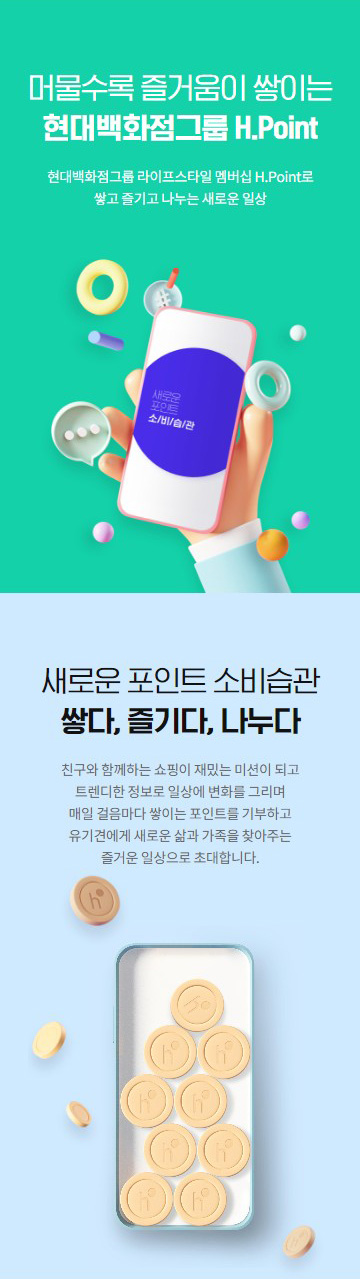 머물수록 즐거움이 쌓이는
현대백화점그룹 H.Point
현대백화점그룹 라이프스타일 멤버십 H.Point로
쌓고 즐기고 나누는 새로운 일상
새로운
포인트
소/비/습/관
새로운 포인트 소비습관
쌓다, 즐기다, 나누다
친구와 함께하는 쇼핑이 재밌는 미션이 되고
트렌디한 정보로 일상에 변화를 그리며
매일 걸음마다 쌓이는 포인트를 기부하고
유기견에게 새로운 삶과 가족을 찾아주는
즐거운 일상으로 초대합니다.
h
h
h
h
h
h
h
h
h
h
h